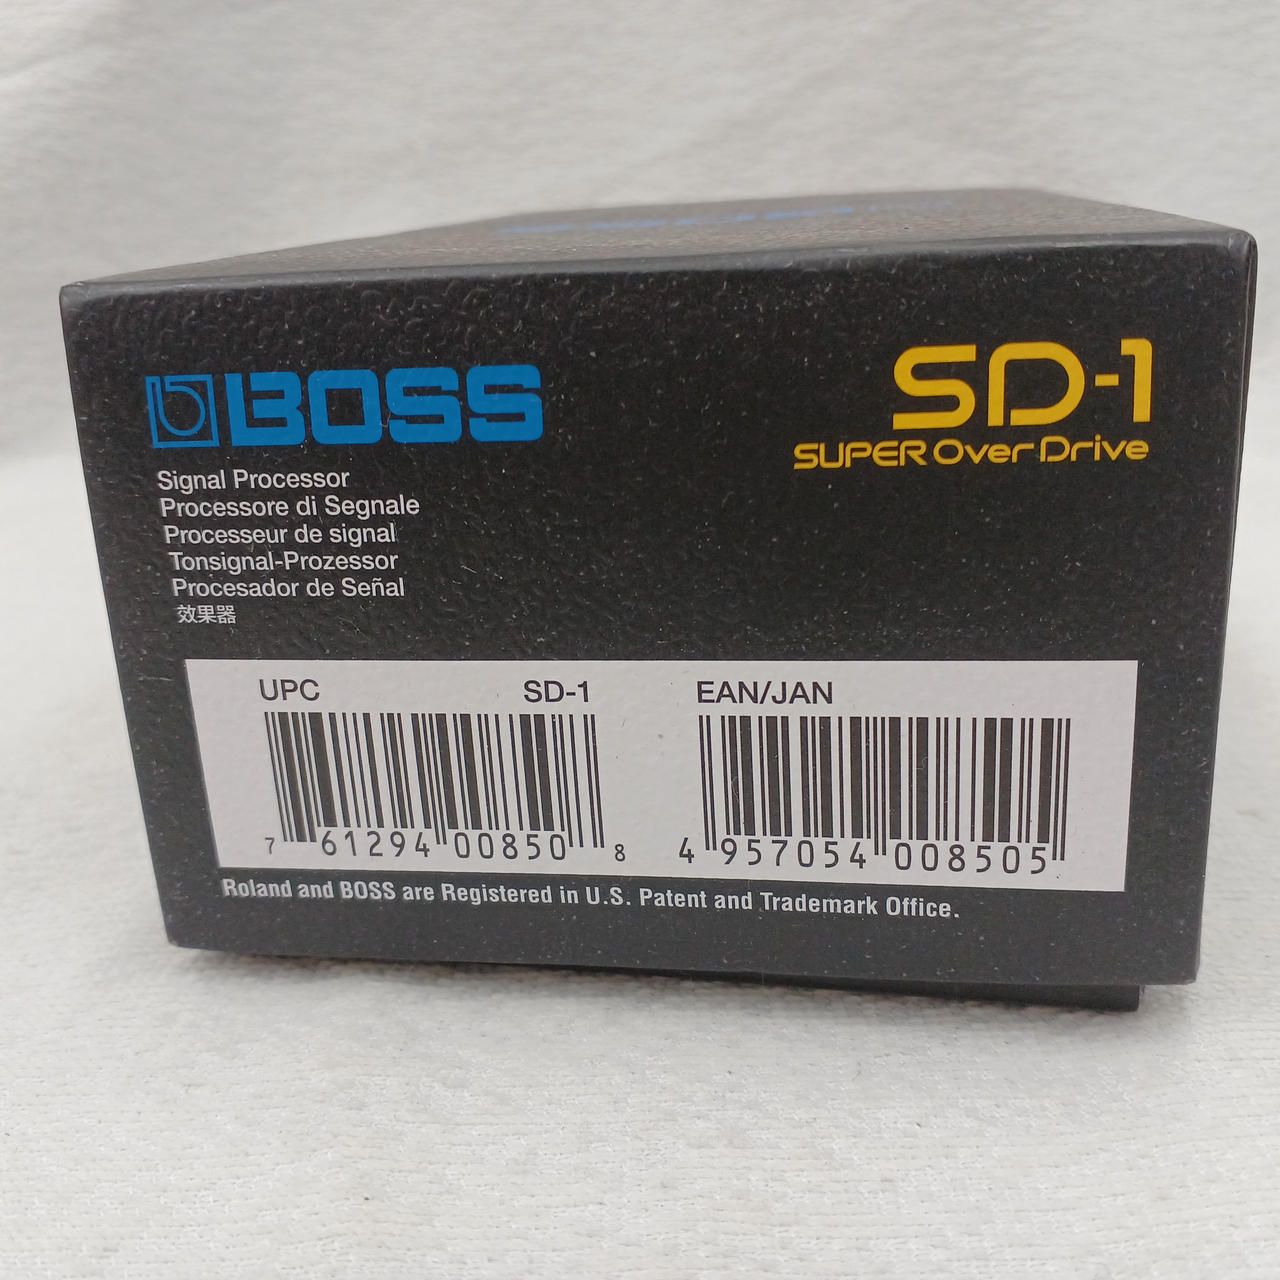 BOSS
SD-1
SUPER Over Drive
Signal Processor
Processore di Segnale
Processeur de signal
Tonsignal-Prozessor
Procesador de Señal
效果器
UPC SD-1
7 61294 00850 8
EAN/JAN
4 957054 008505
Roland and BOSS are Registered in U.S. Patent and Trademark Office.